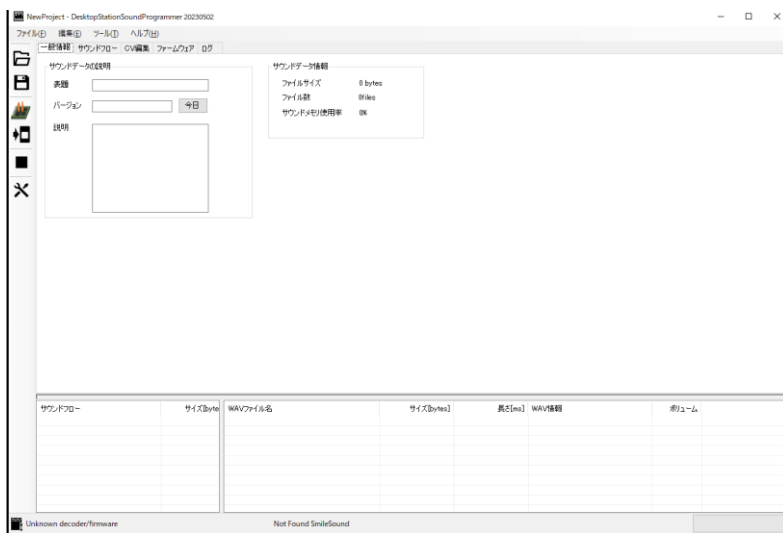 NewProject - DesktopStationSoundProgrammer 20230502
ファイル(F) 編集(E) ツール(T) ヘルプ(H)
一般情報 サウンドフロー CV編集 ファームウェア ログ
サウンドデータの説明
表題
バージョン 今日
説明
サウンドデータ情報
ファイルサイズ 0 bytes
ファイル数 0files
サウンドメモリ使用率 0%
サウンドフロー サイズ[byte WAVファイル名 サイズ[bytes] 長さ[ms] WAV情報 ボリューム
Unknown decoder/firmware Not Found SmileSound